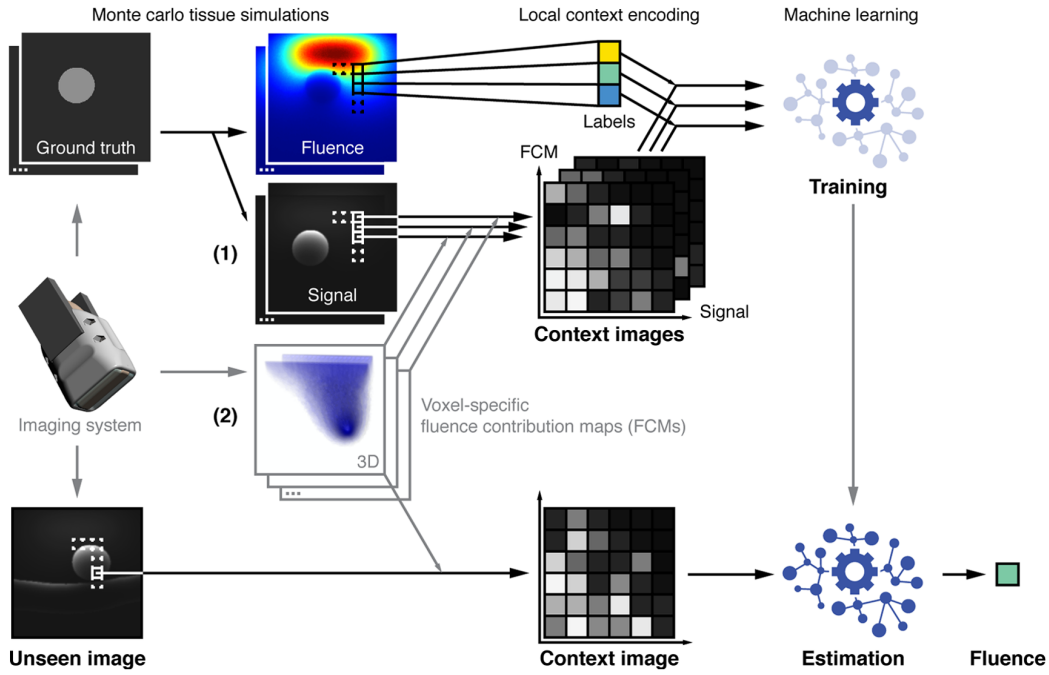 Monte carlo tissue simulations
Local context encoding
Machine learning
Ground truth
Fluence
Labels
Training
FCM
(1)
Signal
Signal
Context images
Imaging system
(2)
Voxel-specific
fluence contribution maps (FCMs)
3D
Unseen image
Context image
Estimation
Fluence